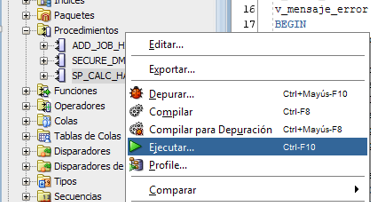 Índices
Paquetes
Procedimientos
ADD_JOB_H
SECURE_DM
SP_CALC_HA
Funciones
Operadores
Colas
Tablas de Colas
Disparadores
Disparadores de
Tipos
Secuencias
16 v_mensaje_error
17 BEGIN
Editar...
Exportar...
Depurar... Ctrl+Mayús-F10
Compilar Ctrl-F8
Compilar para Depuración Ctrl+Mayús-F8
Ejecutar... Ctrl-F10
Profile...
Comparar